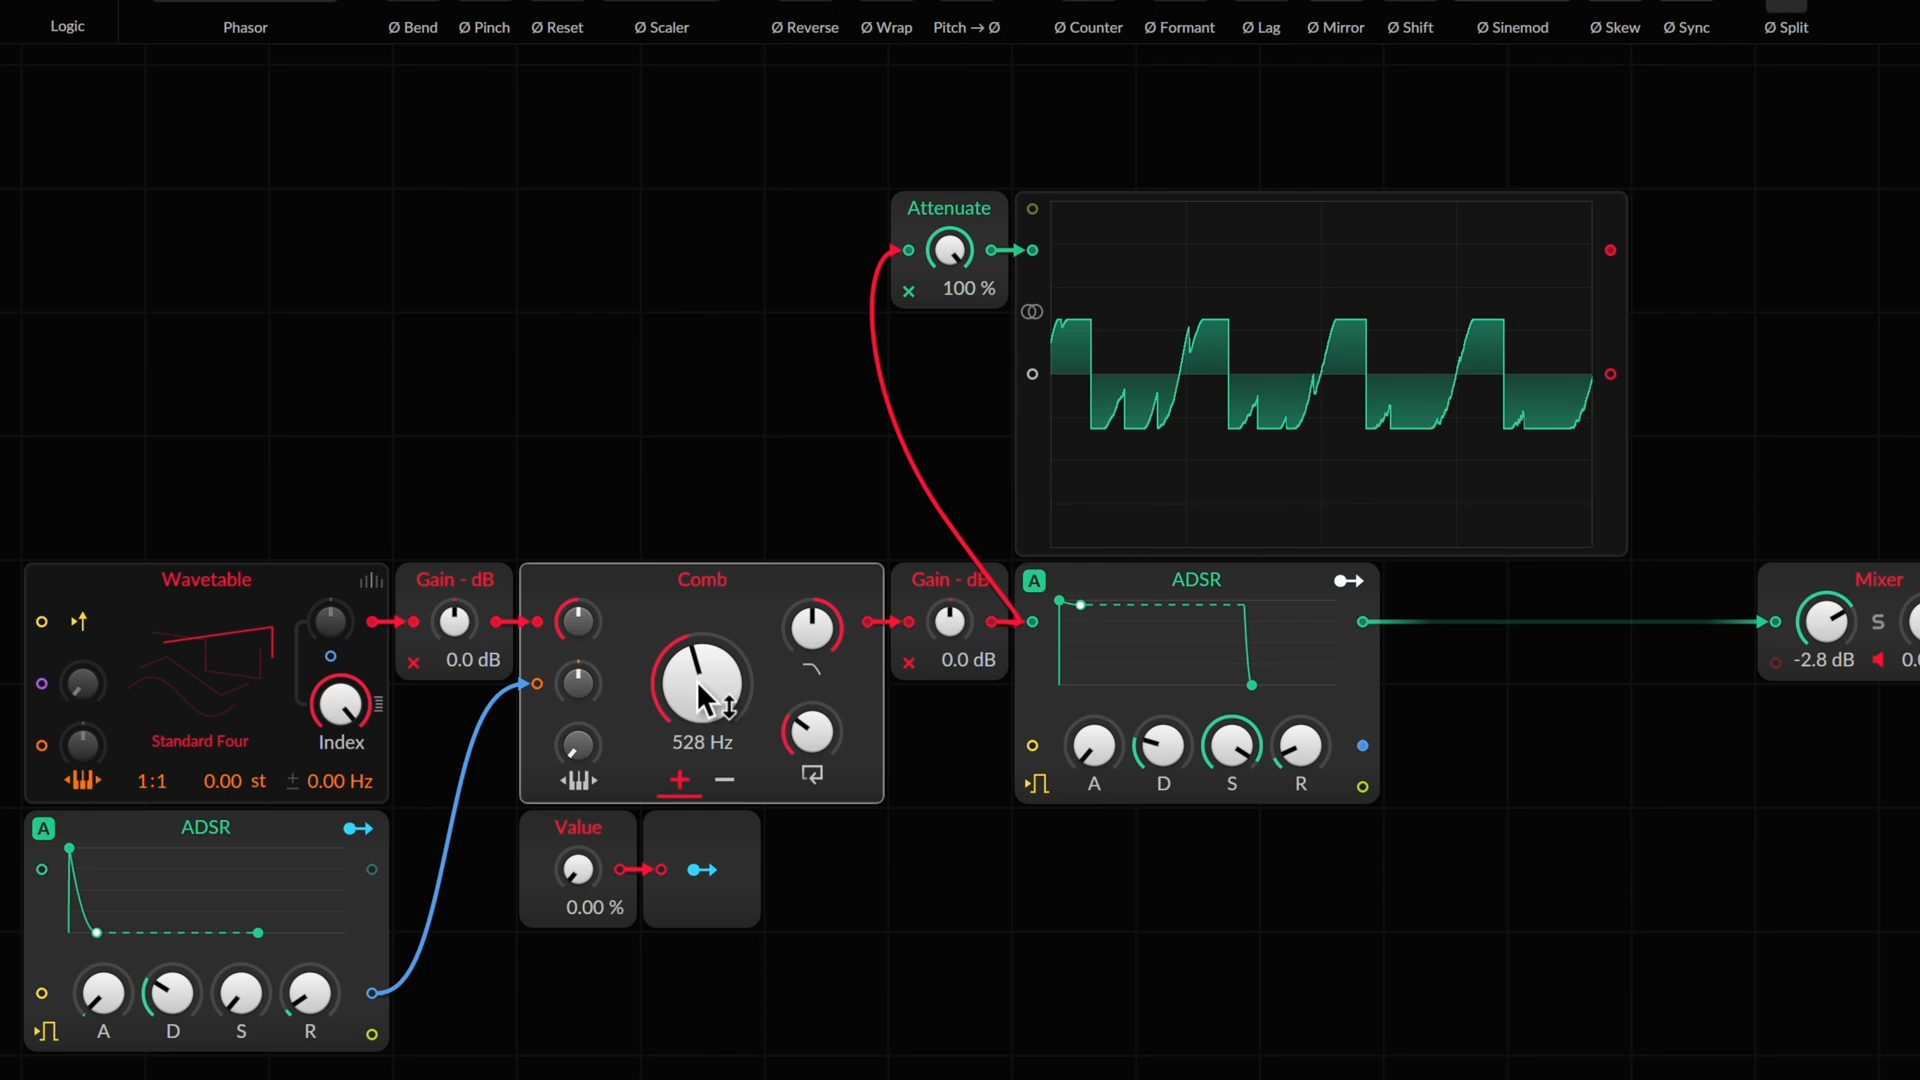 Logic
Phasor
Ø Bend
Ø Pinch
Ø Reset
Ø Scaler
Ø Reverse
Ø Wrap
Pitch → Ø
Ø Counter
Ø Formant
Ø Lag
Ø Mirror
Ø Shift
Ø Sinemod
Ø Skew
Ø Sync
Ø Split
Attenuate
100 %
Wavetable
Index
Standard Four
1:1
0.00 st
± 0.00 Hz
Gain - dB
0.0 dB
Comb
528 Hz
+ −
Gain - dB
0.0 dB
A
ADSR
A
D
S
R
Mixer
S
-2.8 dB
A
ADSR
A
D
S
R
Value
0.00 %